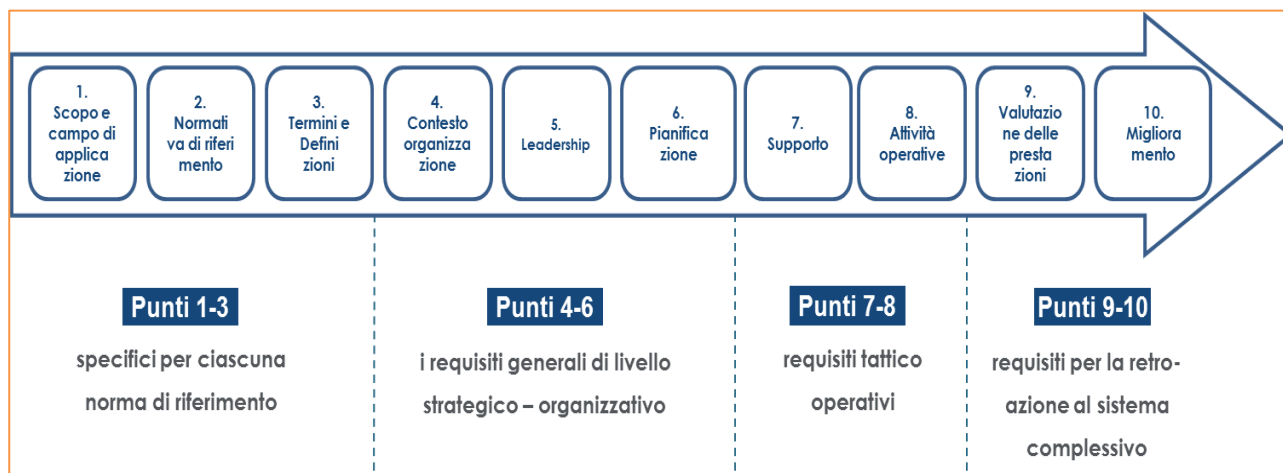 1.
Scopo e
campo di
applica
zione
2.
Normati
va di riferi
mento
3.
Termini e
Defini
zioni
4.
Contesto
organizza
zione
5.
Leadership
6.
Pianifica
zione
7.
Supporto
8.
Attività
operative
9.
Valutazio
ne delle
presta
zioni
10.
Migliora
mento
Punti 1-3
specifici per ciascuna
norma di riferimento
Punti 4-6
i requisiti generali di livello
strategico – organizzativo
Punti 7-8
requisiti tattico
operativi
Punti 9-10
requisiti per la retro-
azione al sistema
complessivo